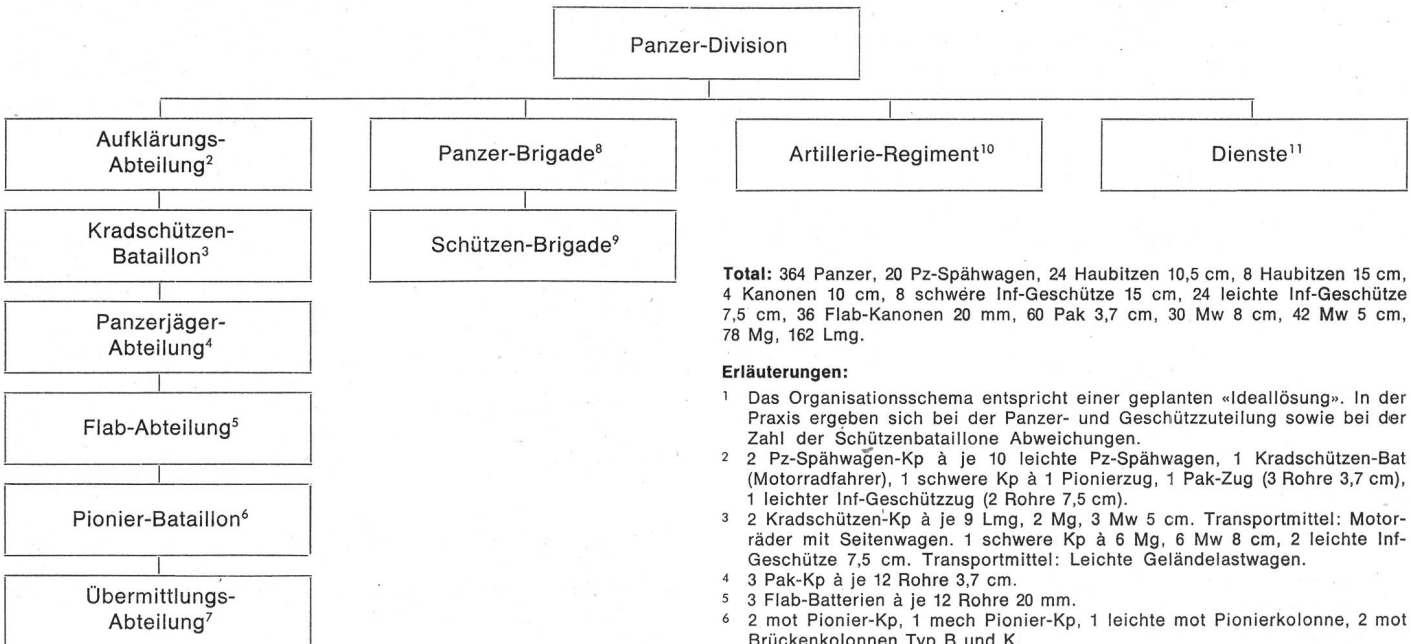 Panzer-Division
Aufklärungs-
Abteilung²
Panzer-Brigade⁸
Artillerie-Regiment¹⁰
Dienste¹¹
Kradschützen-
Bataillon³
Schützen-Brigade⁹
Panzerjäger-
Abteilung⁴
Flab-Abteilung⁵
Pionier-Bataillon⁶
Übermittlungs-
Abteilung⁷
Total: 364 Panzer, 20 Pz-Spähwagen, 24 Haubitzen 10,5 cm, 8 Haubitzen 15 cm,
4 Kanonen 10 cm, 8 schwere Inf-Geschütze 15 cm, 24 leichte Inf-Geschütze
7,5 cm, 36 Flab-Kanonen 20 mm, 60 Pak 3,7 cm, 30 Mw 8 cm, 42 Mw 5 cm,
78 Mg, 162 Lmg.
Erläuterungen:
¹ Das Organisationsschema entspricht einer geplanten «Ideallösung». In der
Praxis ergeben sich bei der Panzer- und Geschützzuteilung sowie bei der
Zahl der Schützenbataillone Abweichungen.
² 2 Pz-Spähwagen-Kp à je 10 leichte Pz-Spähwagen, 1 Kradschützen-Bat
(Motorradfahrer), 1 schwere Kp à 1 Pionierzug, 1 Pak-Zug (3 Rohre 3,7 cm),
1 leichter Inf-Geschützzug (2 Rohre 7,5 cm).
³ 2 Kradschützen-Kp à je 9 Lmg, 2 Mg, 3 Mw 5 cm. Transportmittel: Motor-
räder mit Seitenwagen. 1 schwere Kp à 6 Mg, 6 Mw 8 cm, 2 leichte Inf-
Geschütze 7,5 cm. Transportmittel: Leichte Geländelastwagen.
⁴ 3 Pak-Kp à je 12 Rohre 3,7 cm.
⁵ 3 Flab-Batterien à je 12 Rohre 20 mm.
⁶ 2 mot Pionier-Kp, 1 mech Pionier-Kp, 1 leichte mot Pionierkolonne, 2 mot
Brückenkolonnen Typ B und K.